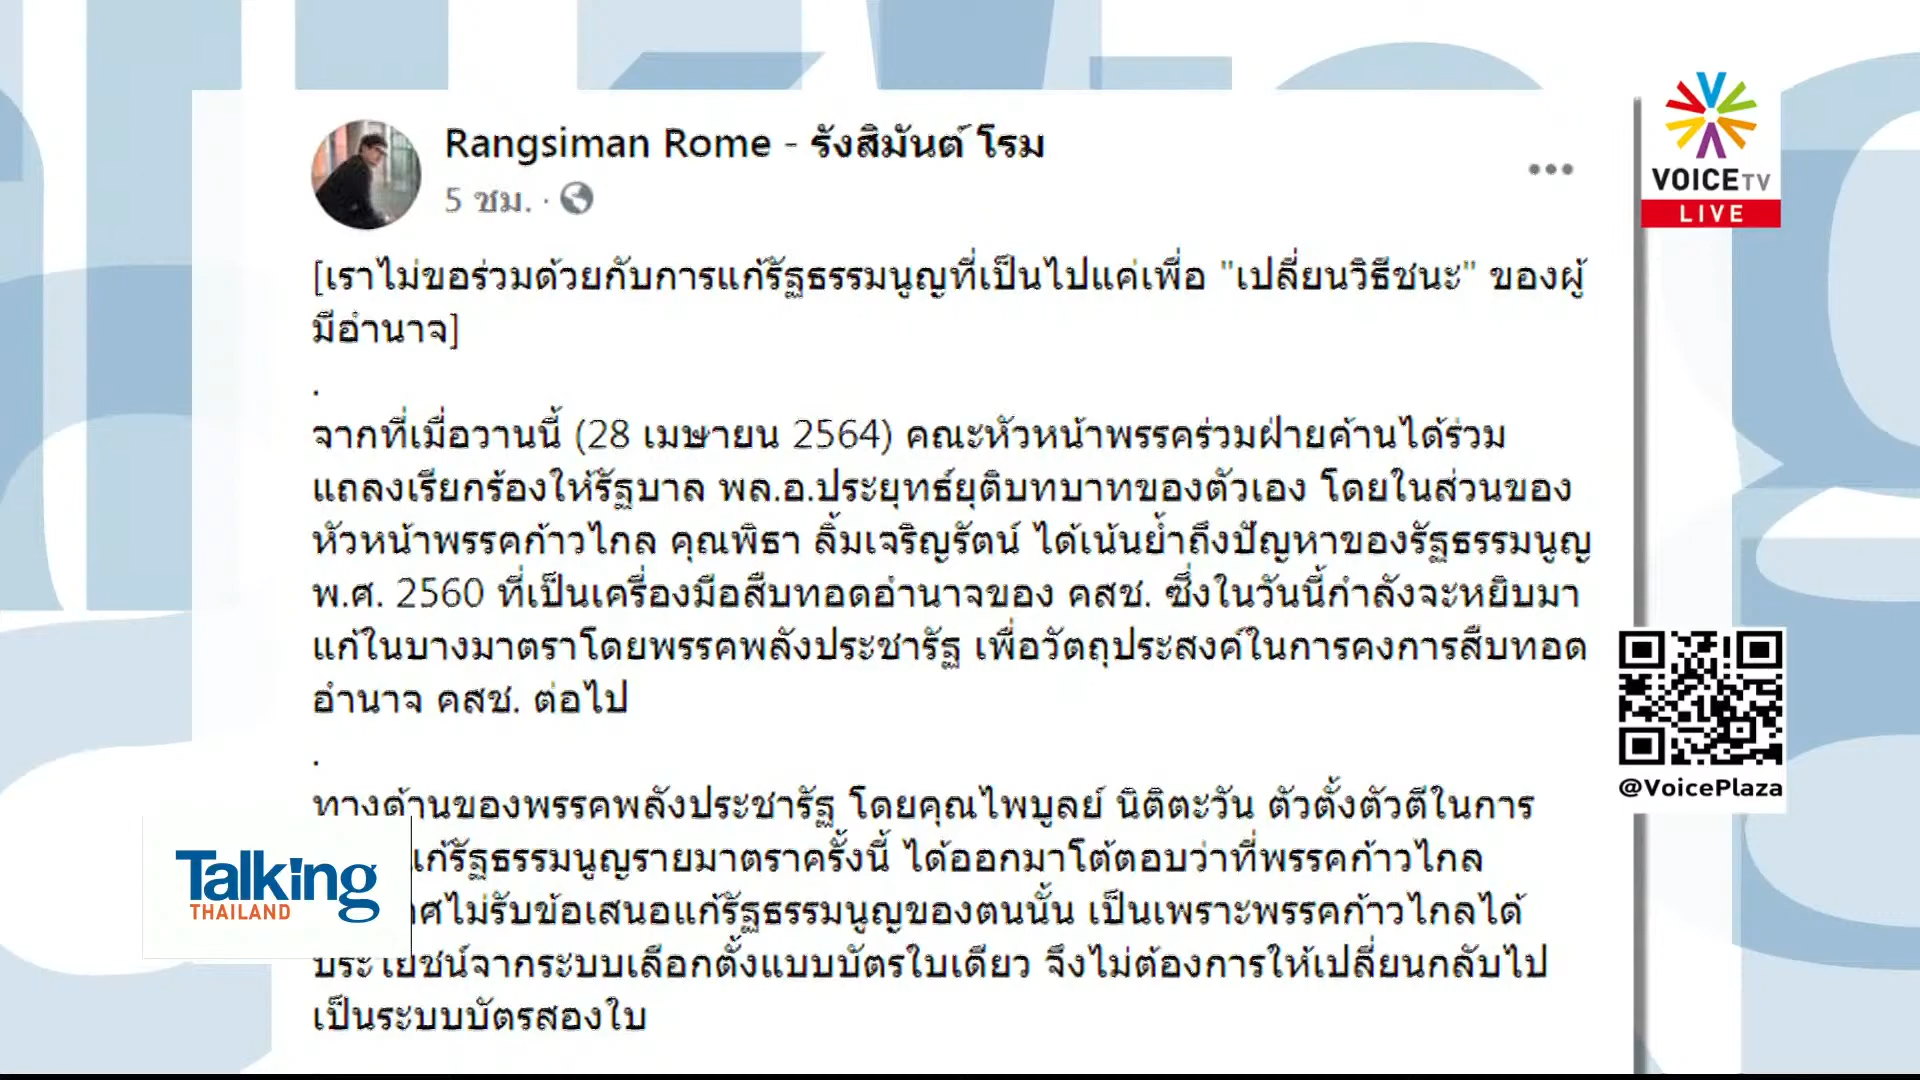 Rangsiman Rome - รังสิมันต์ โรม
5 ชม. ·
VOICE TV
LIVE
[เราไม่ขอร่วมด้วยกับการแก้รัฐธรรมนูญที่เป็นไปแค่เพื่อ "เปลี่ยนวิธีชนะ" ของผู้
มีอำนาจ]
.
จากที่เมื่อวานนี้ (28 เมษายน 2564) คณะหัวหน้าพรรคร่วมฝ่ายค้านได้ร่วม
แถลงเรียกร้องให้รัฐบาล พล.อ.ประยุทธ์ยุติบทบาทของตัวเอง โดยในส่วนของ
หัวหน้าพรรคก้าวไกล คุณพิธา ลิ้มเจริญรัตน์ ได้เน้นย้ำถึงปัญหาของรัฐธรรมนูญ
พ.ศ. 2560 ที่เป็นเครื่องมือสืบทอดอำนาจของ คสช. ซึ่งในวันนี้กำลังจะหยิบมา
แก้ในบางมาตราโดยพรรคพลังประชารัฐ เพื่อวัตถุประสงค์ในการคงการสืบทอด
อำนาจ คสช. ต่อไป
.
@VoicePlaza
ทางด้านของพรรคพลังประชารัฐ โดยคุณไพบูลย์ นิติตะวัน ตัวตั้งตัวตีในการ
แก้รัฐธรรมนูญรายมาตราครั้งนี้ ได้ออกมาโต้ตอบว่าที่พรรคก้าวไกล
ไม่รับข้อเสนอแก้รัฐธรรมนูญของตนนั้น เป็นเพราะพรรคก้าวไกลได้
ประโยชน์จากระบบเลือกตั้งแบบบัตรใบเดียว จึงไม่ต้องการให้เปลี่ยนกลับไป
เป็นระบบบัตรสองใบ
Talking
THAILAND